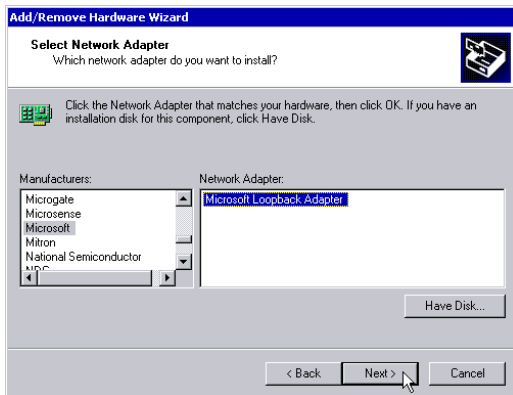 Add/Remove Hardware Wizard
Select Network Adapter
Which network adapter do you want to install?
Click the Network Adapter that matches your hardware, then click OK. If you have an
installation disk for this component, click Have Disk.
Manufacturers:
Network Adapter:
Microgate
Microsense
Microsoft
Mitron
National Semiconductor
Microsoft Loopback Adapter
Have Disk...
< Back
Next >
Cancel